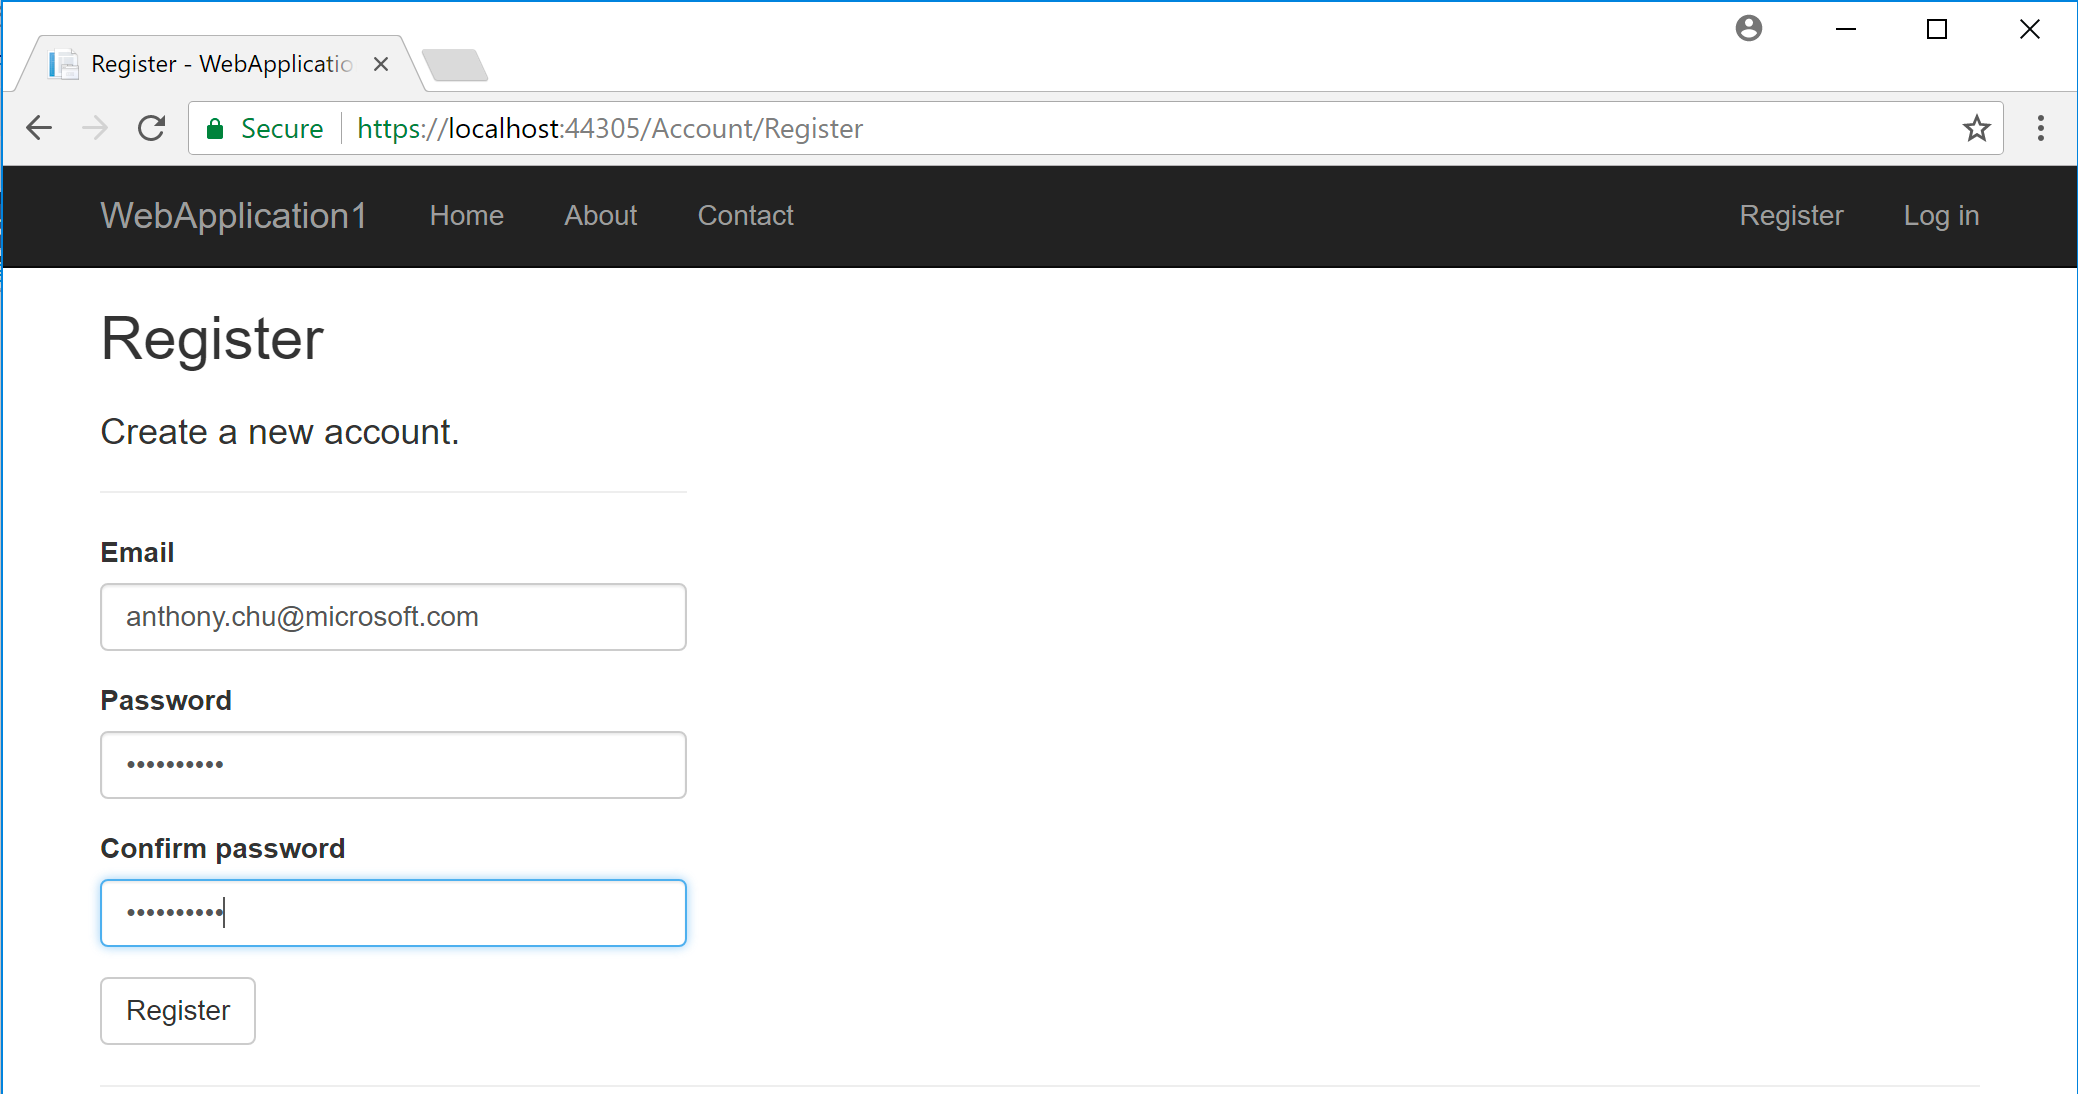 Register - WebApplicatio
Secure https://localhost:44305/Account/Register
WebApplication1 Home About Contact Register Log in
Register
Create a new account.
Email
anthony.chu@microsoft.com
Password
••••••••••
Confirm password
••••••••••
Register